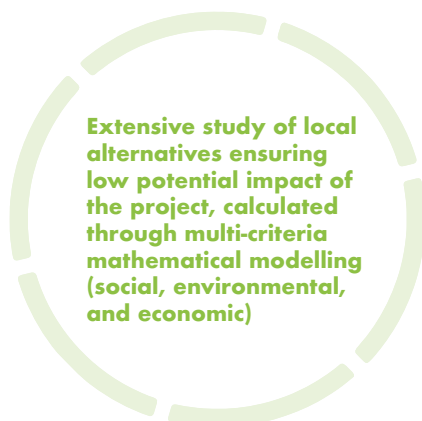 Extensive study of local
alternatives ensuring
low potential impact of
the project, calculated
through multi-criteria
mathematical modelling
(social, environmental,
and economic)